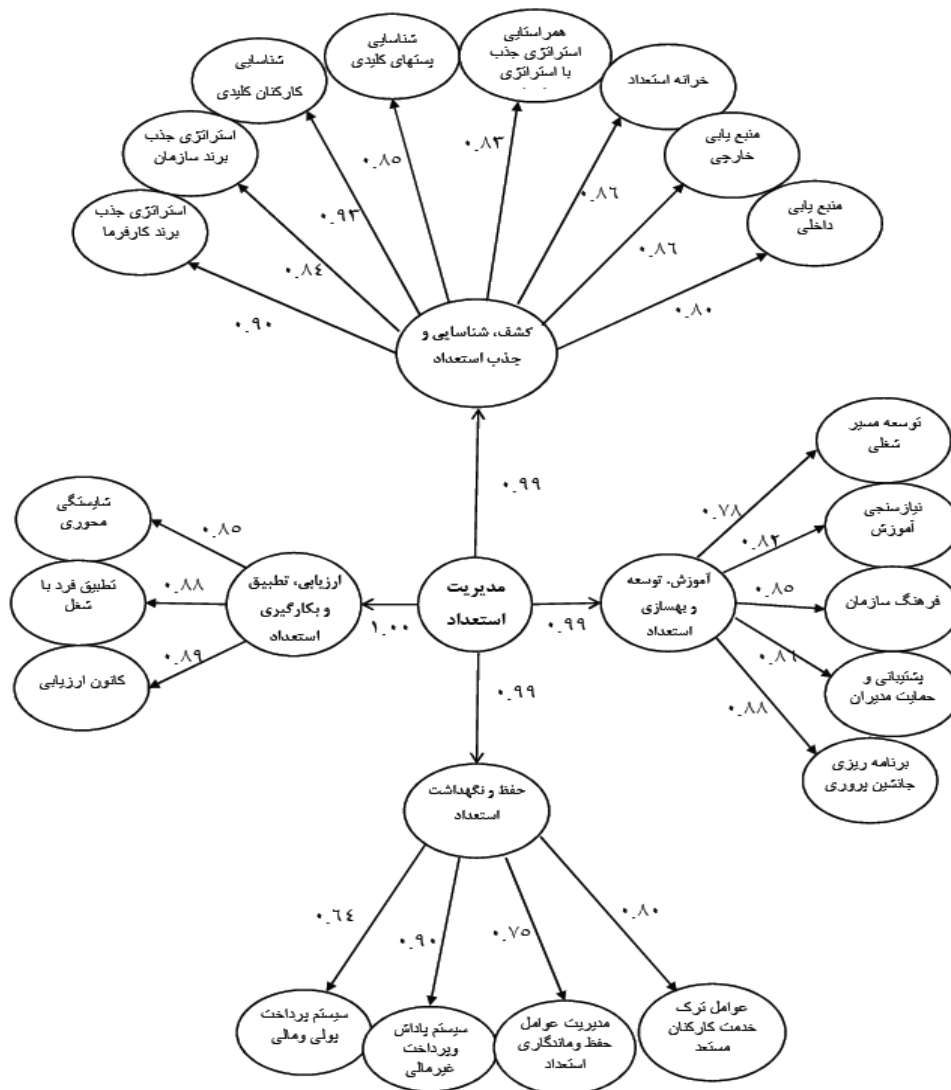 همراستایی
استراتژی جذب
با استراتژی
شناسایی
پستهای کلیدی
شناسایی
کارکنان کلیدی
خزانه استعداد
استراتژی جذب
برند سازمان
منبع یابی
خارجی
استراتژی جذب
برند کارفرما
منبع یابی
داخلی
۰.۸۳
۰.۸۵
۰.۹۳
۰.۸۶
۰.۸۴
۰.۸۶
۰.۹۰
۰.۸۰
کشف، شناسایی و
جذب استعداد
۰.۹۹
توسعه مسیر
شغلی
نیازسنجی
آموزش
فرهنگ سازمان
پشتیبانی و
حمایت مدیران
برنامه ریزی
جانشین پروری
۰.۷۸
۰.۸۲
۰.۸۵
۰.۸۶
۰.۸۸
آموزش، توسعه
و بهسازی
استعداد
۰.۹۹
مدیریت
استعداد
۱.۰۰
ارزیابی، تطبیق
و بکارگیری
استعداد
۰.۸۵
۰.۸۸
۰.۸۹
شایستگی
محوری
تطبیق فرد با
شغل
کانون ارزیابی
۰.۹۹
حفظ و نگهداشت
استعداد
۰.۸۰
۰.۷۵
۰.۹۰
۰.٦٤
عوامل ترک
خدمت کارکنان
مستعد
مدیریت عوامل
حفظ وماندگاری
استعداد
سیستم پاداش
وپرداخت
غیرمالی
سیستم پرداخت
پولی ومالی